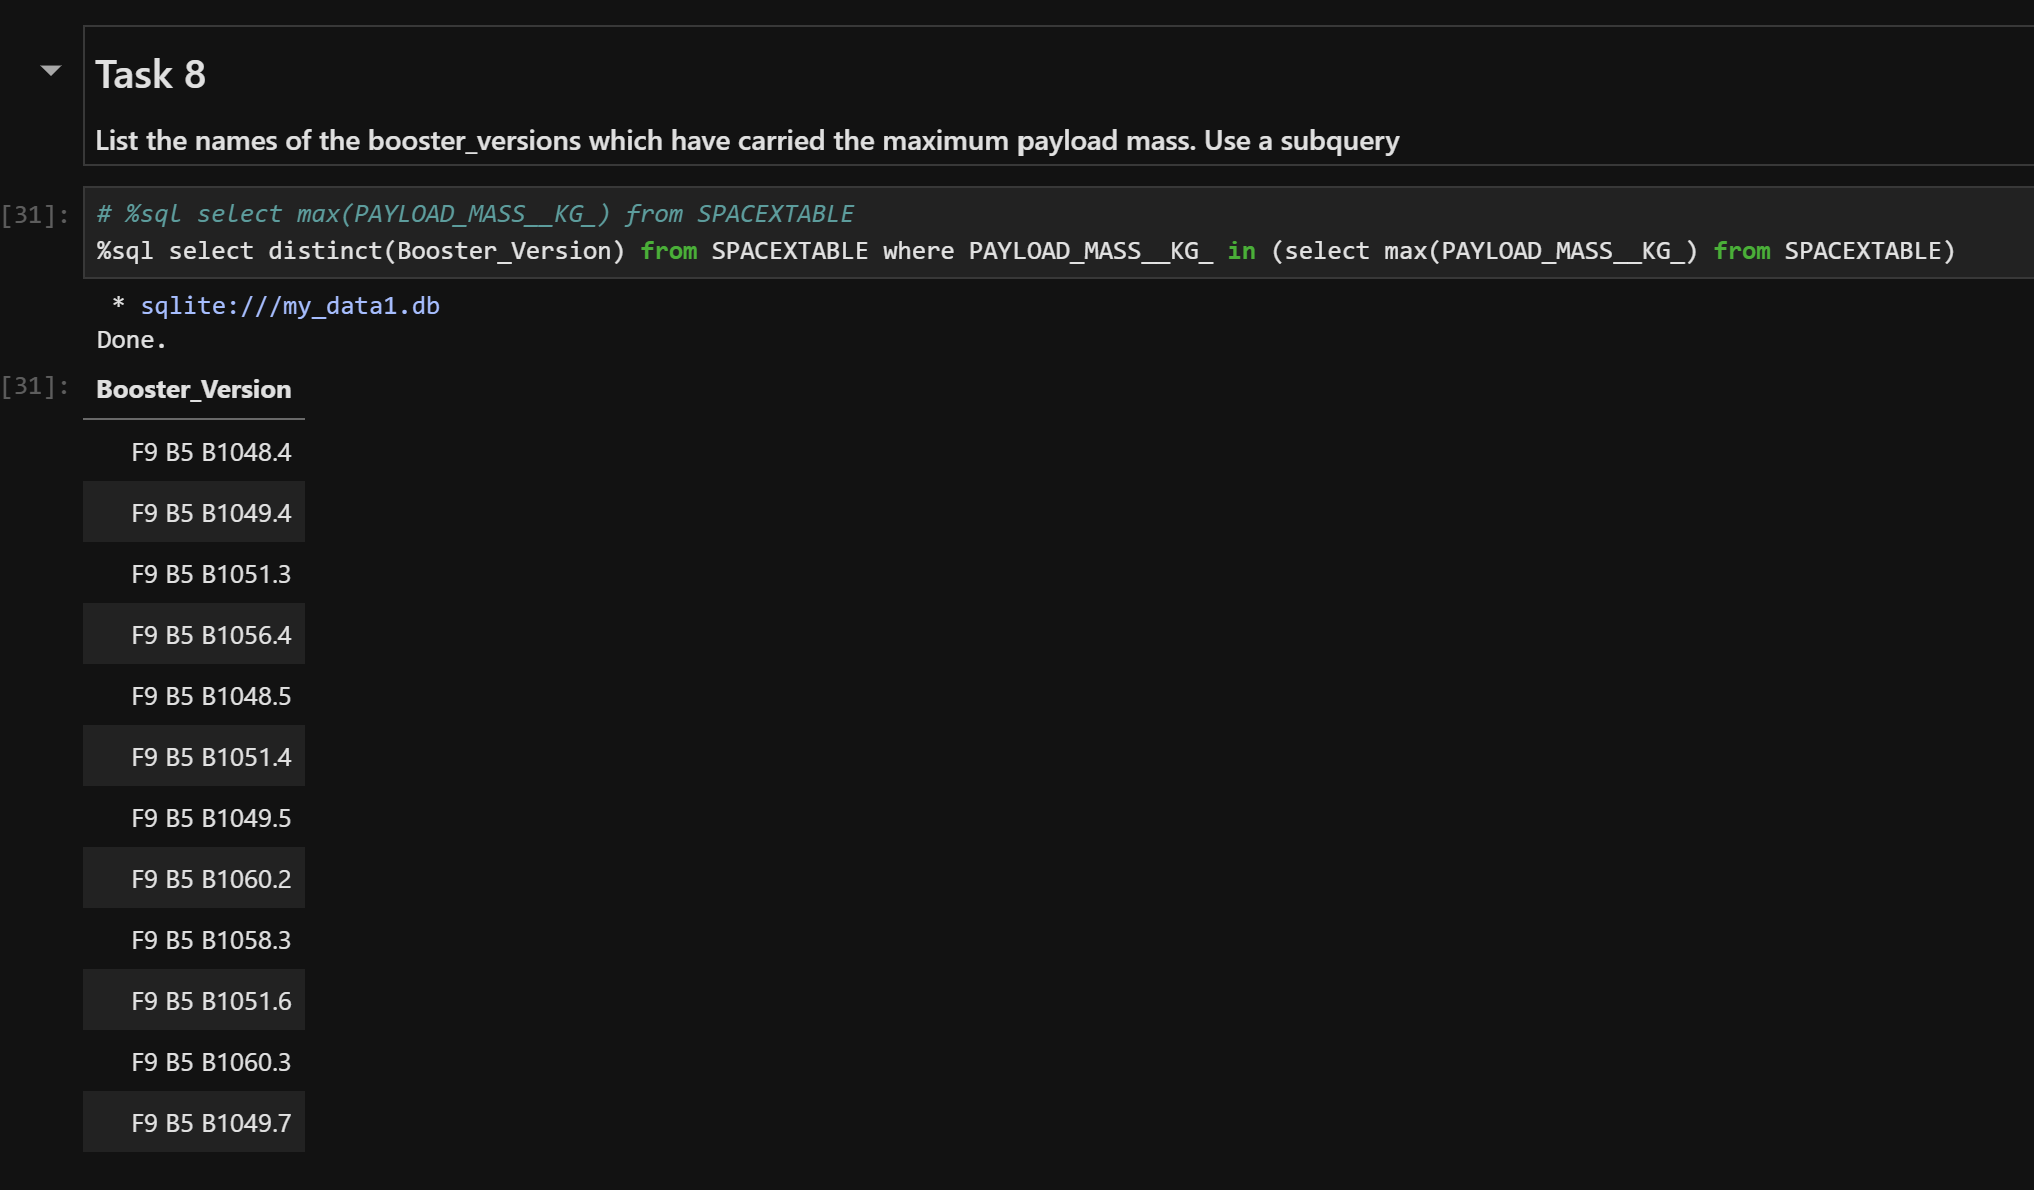 Task 8
List the names of the booster_versions which have carried the maximum payload mass. Use a subquery
[31]: # %sql select max(PAYLOAD_MASS__KG_) from SPACEXTABLE
%sql select distinct(Booster_Version) from SPACEXTABLE where PAYLOAD_MASS__KG_ in (select max(PAYLOAD_MASS__KG_) from SPACEXTABLE)
* sqlite:///my_data1.db
Done.
[31]: Booster_Version
F9 B5 B1048.4
F9 B5 B1049.4
F9 B5 B1051.3
F9 B5 B1056.4
F9 B5 B1048.5
F9 B5 B1051.4
F9 B5 B1049.5
F9 B5 B1060.2
F9 B5 B1058.3
F9 B5 B1051.6
F9 B5 B1060.3
F9 B5 B1049.7